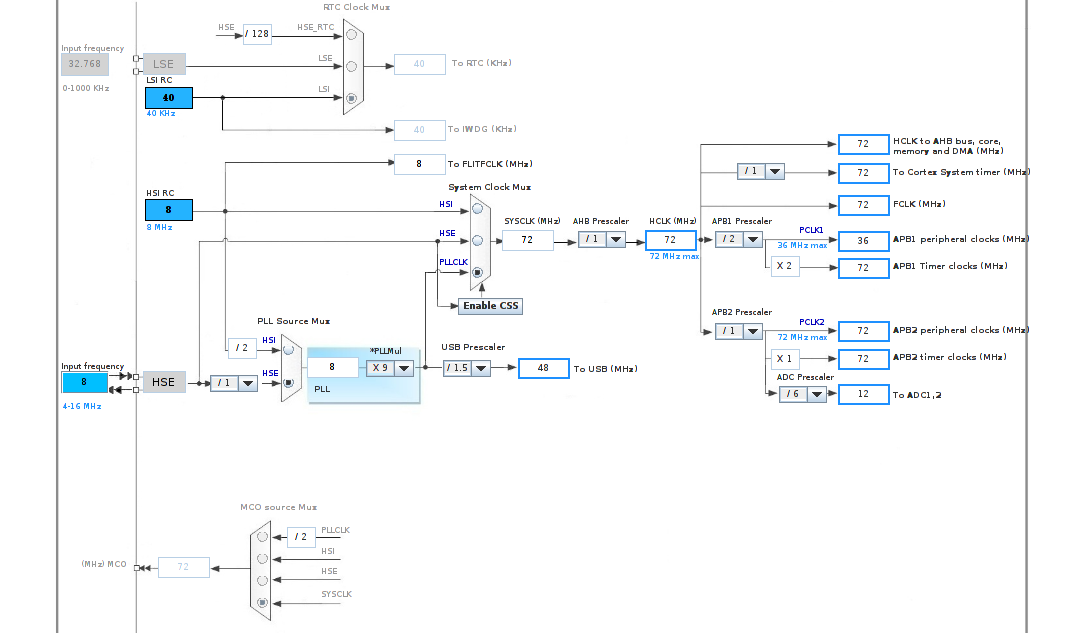 RTC Clock Mux
HSE
/ 128
HSE_RTC
Input frequency
32.768
LSE
LSE
40
To RTC (KHz)
0-1000 KHz
LSI RC
40
LSI
40 KHz
40
To IWDG (KHz)
8
To FLITFCLK (MHz)
HSI RC
8
8 MHz
System Clock Mux
HSI
HSE
PLLCLK
Enable CSS
SYSCLK (MHz)
72
AHB Prescaler
/ 1
HCLK (MHz)
72
72 MHz max
72
HCLK to AHB bus, core,
memory and DMA (MHz)
/ 1
72
To Cortex System timer (MHz)
72
FCLK (MHz)
APB1 Prescaler
/ 2
PCLK1
36 MHz max
36
APB1 peripheral clocks (MHz)
X 2
72
APB1 Timer clocks (MHz)
APB2 Prescaler
/ 1
PCLK2
72 MHz max
72
APB2 peripheral clocks (MHz)
X 1
72
APB2 timer clocks (MHz)
ADC Prescaler
/ 6
12
To ADC1,2
PLL Source Mux
/ 2
HSI
Input frequency
8
HSE
/ 1
HSE
4-16 MHz
8
*PLLMul
X 9
PLL
USB Prescaler
/ 1.5
48
To USB (MHz)
MCO source Mux
/ 2
PLLCLK
HSI
HSE
SYSCLK
(MHz) MCO
72